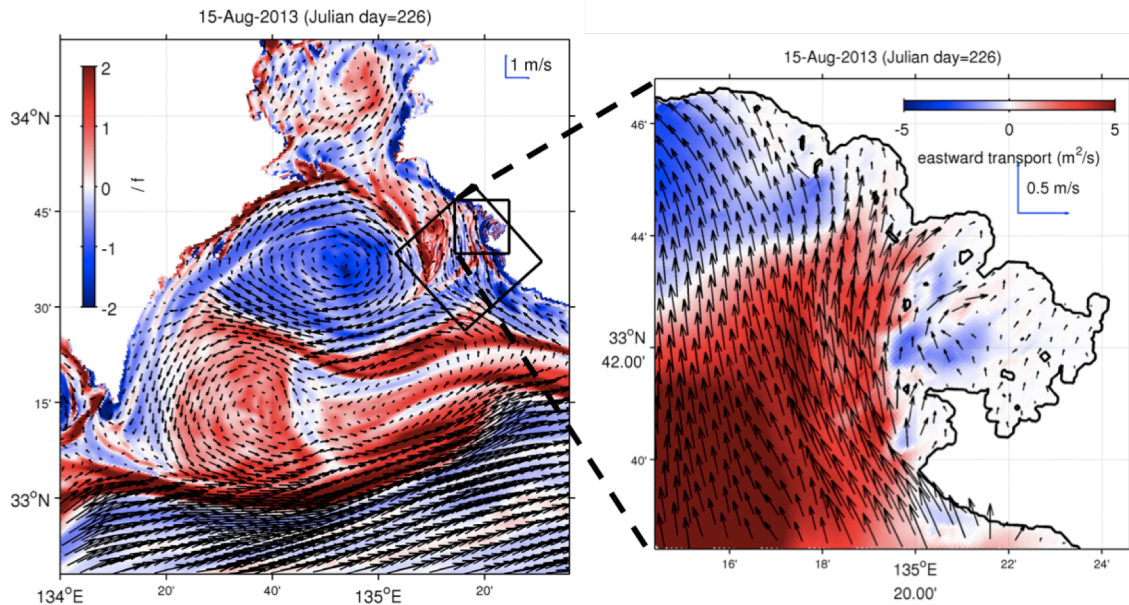 15-Aug-2013 (Julian day=226)
2
1
0
-1
-2
/ f
1 m/s
34°N
45'
30'
15'
33°N
134°E
20'
40'
135°E
20'
15-Aug-2013 (Julian day=226)
-5
0
5
eastward transport (m²/s)
0.5 m/s
46'
44'
33°N
42.00'
40'
16'
18'
135°E
20.00'
22'
24'